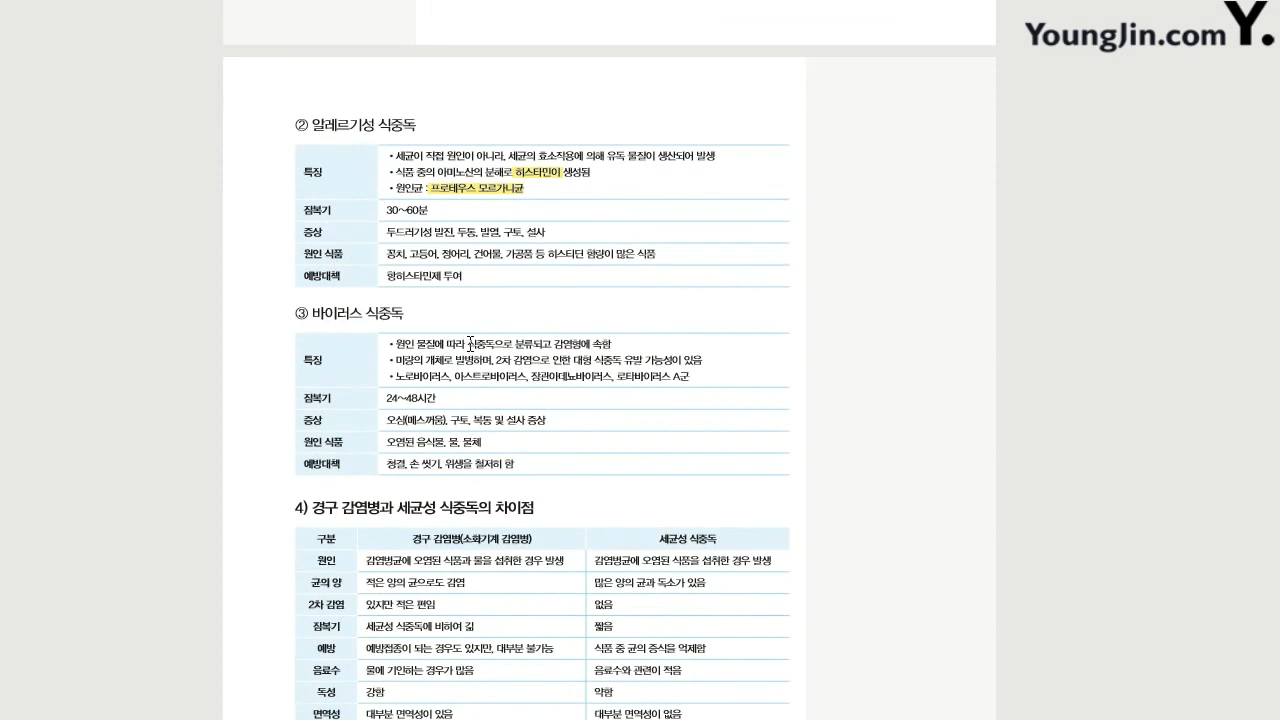 YoungJin.com Y.
② 알레르기성 식중독
특징
• 세균이 직접 원인이 아니라, 세균의 효소작용에 의해 유독 물질이 생산되어 발생
• 식품 중의 아미노산의 분해로 히스타민이 생성됨
• 원인균 : 프로테우스 모르가니균
잠복기 30~60분
증상 두드러기성 발진, 두통, 발열, 구토, 설사
원인 식품 꽁치, 고등어, 정어리, 건어물, 가공품 등 히스티딘 함량이 많은 식품
예방대책 항히스타민제 투여
③ 바이러스 식중독
특징
• 원인 물질에 따라 식중독으로 분류되고 감염형에 속함
• 미량의 개체로 발병하며, 2차 감염으로 인한 대형 식중독 유발 가능성이 있음
• 노로바이러스, 아스트로바이러스, 장관아데노바이러스, 로타바이러스 A군
잠복기 24~48시간
증상 오심(메스꺼움), 구토, 복통 및 설사 증상
원인 식품 오염된 음식물, 물, 물체
예방대책 청결, 손 씻기, 위생을 철저히 함
4) 경구 감염병과 세균성 식중독의 차이점
구분 경구 감염병(소화기계 감염병) 세균성 식중독
원인 감염병균에 오염된 식품과 물을 섭취한 경우 발생 감염병균에 오염된 식품을 섭취한 경우 발생
균의 양 적은 양의 균으로도 감염 많은 양의 균과 독소가 있음
2차 감염 있지만 적은 편임 없음
잠복기 세균성 식중독에 비하여 긺 짧음
예방 예방접종이 되는 경우도 있지만, 대부분 불가능 식품 중 균의 증식을 억제함
음료수 물에 기인하는 경우가 많음 음료수와 관련이 적음
독성 강함 약함
면역성 대부분 면역성이 있음 대부분 면역성이 없음